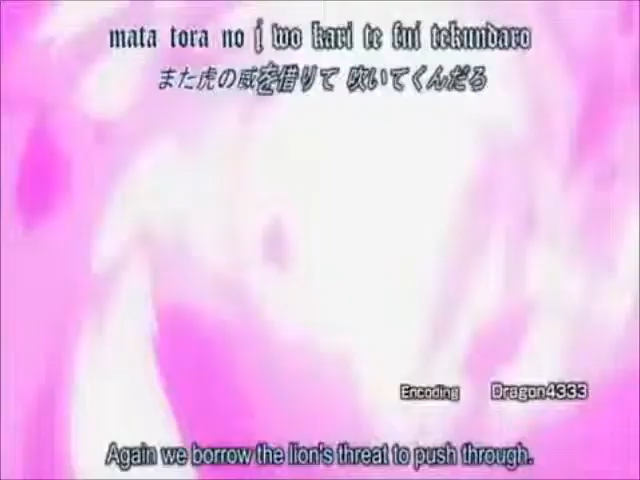 mata tora no i wo kari te fui tekundaro
また虎の威を借りて 吹いてくんだろ
Encoding Dragon4333
Again we borrow the lion's threat to push through.